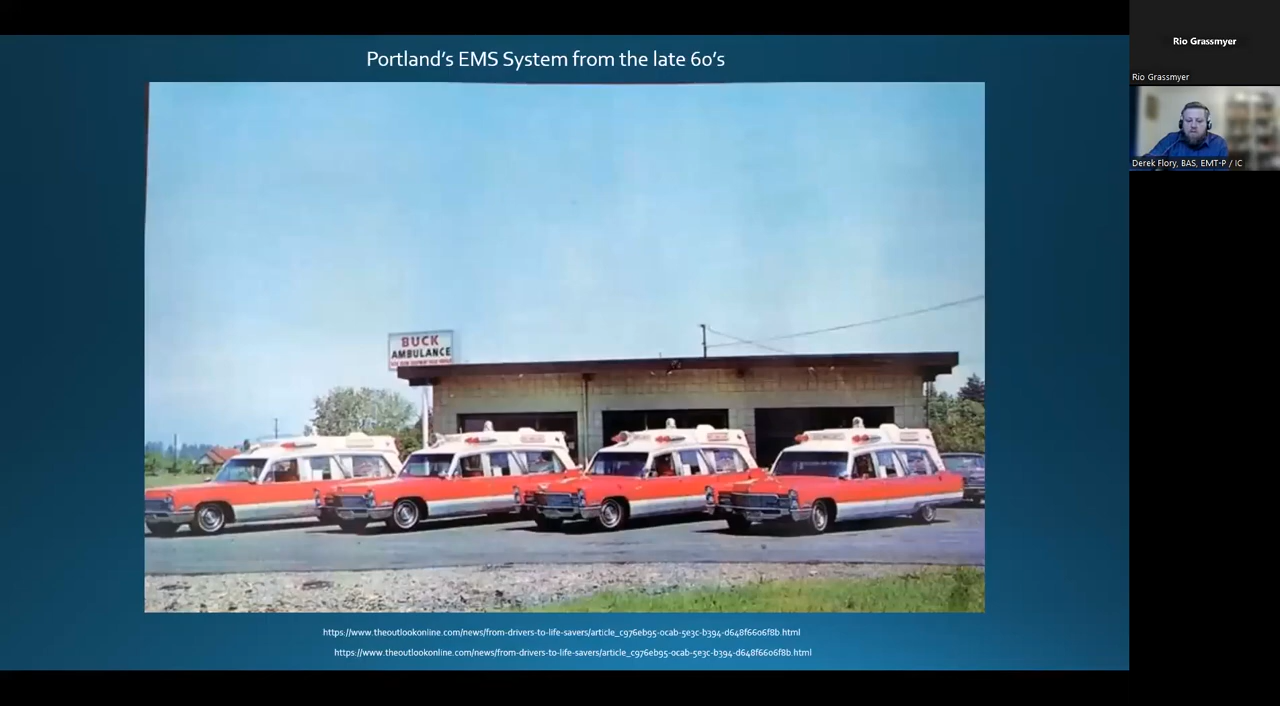 Portland's EMS System from the late 60's
BUCK
AMBULANCE
https://www.theoutlookonline.com/news/from-drivers-to-life-savers/article_c976eb95-0cab-5e3c-b394-d648f6606f8b.html
https://www.theoutlookonline.com/news/from-drivers-to-life-savers/article_c976eb95-0cab-5e3c-b394-d648f6606f8b.html
Rio Grassmyer
Rio Grassmyer
Derek Flory, BAS, EMT-P / IC